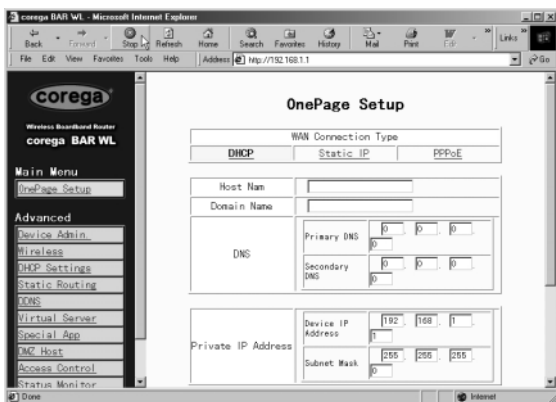 corega BAR WL - Microsoft Internet Explorer
Back Forward Stop Refresh Home Search Favorites History Mail Print Edit » Links »
File Edit View Favorites Tools Help Address http://192.168.1.1 Go
corega
Wireless Boardband Router
corega BAR WL
Main Menu
OnePage Setup
Advanced
Device Admin.
Wireless
DHCP Settings
Static Routing
DDNS
Virtual Server
Special App
DMZ Host
Access Control
Status Monitor
OnePage Setup
WAN Connection Type
DHCP Static IP PPPoE
Host Nam
Domain Name
DNS
Primary DNS 0 . 0 . 0 .
0
Secondary DNS 0 . 0 . 0 .
0
Private IP Address
Device IP Address 192 . 168 . 1 .
1
Subnet Mask 255 . 255 . 255 .
0
Done Internet